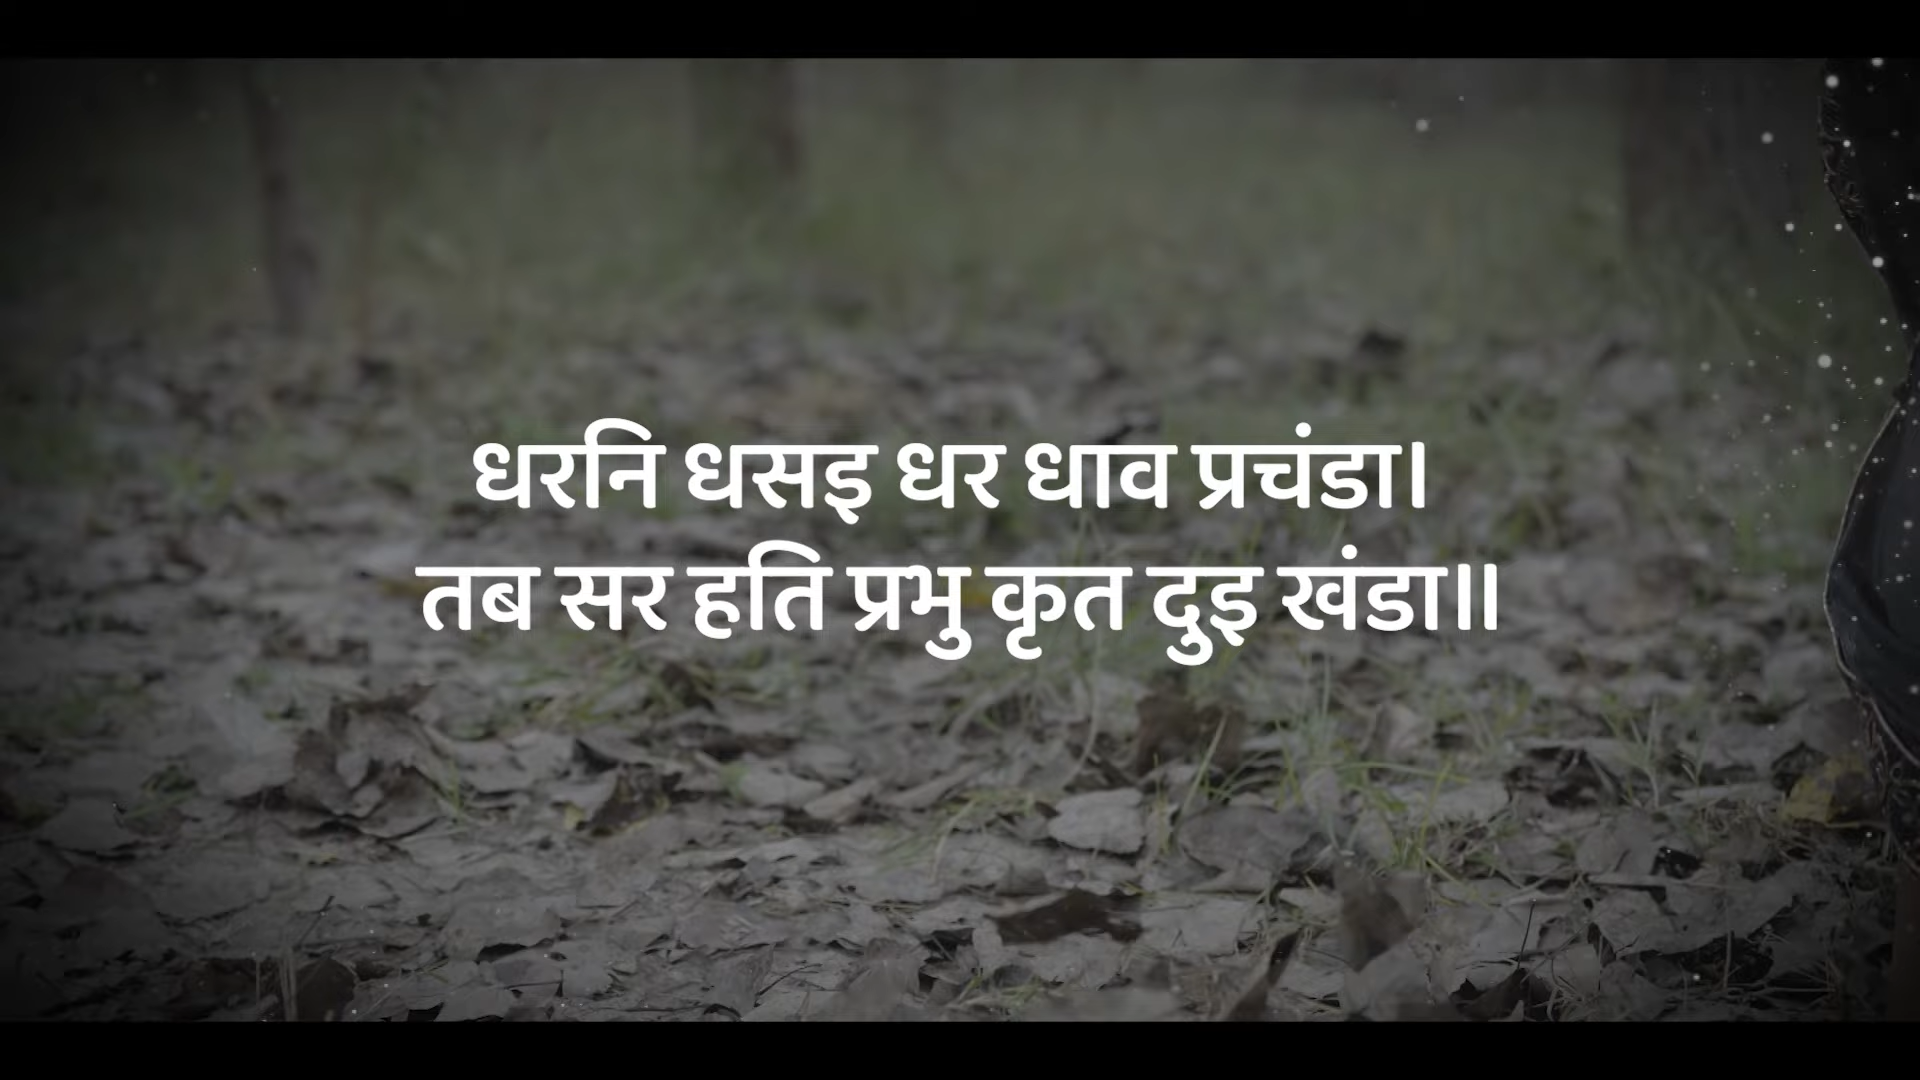 धरनि धसइ धर धाव प्रचंडा।
तब सर हति प्रभु कृत दुइ खंडा॥